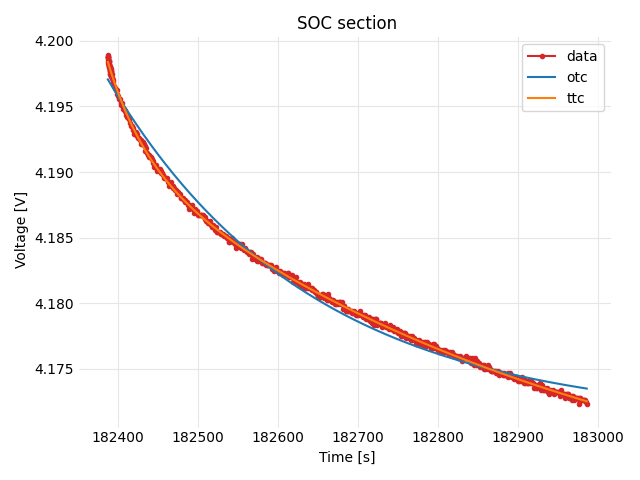 SOC section
4.200
4.195
4.190
4.185
4.180
4.175
Voltage [V]
data
otc
ttc
182400 182500 182600 182700 182800 182900 183000
Time [s]